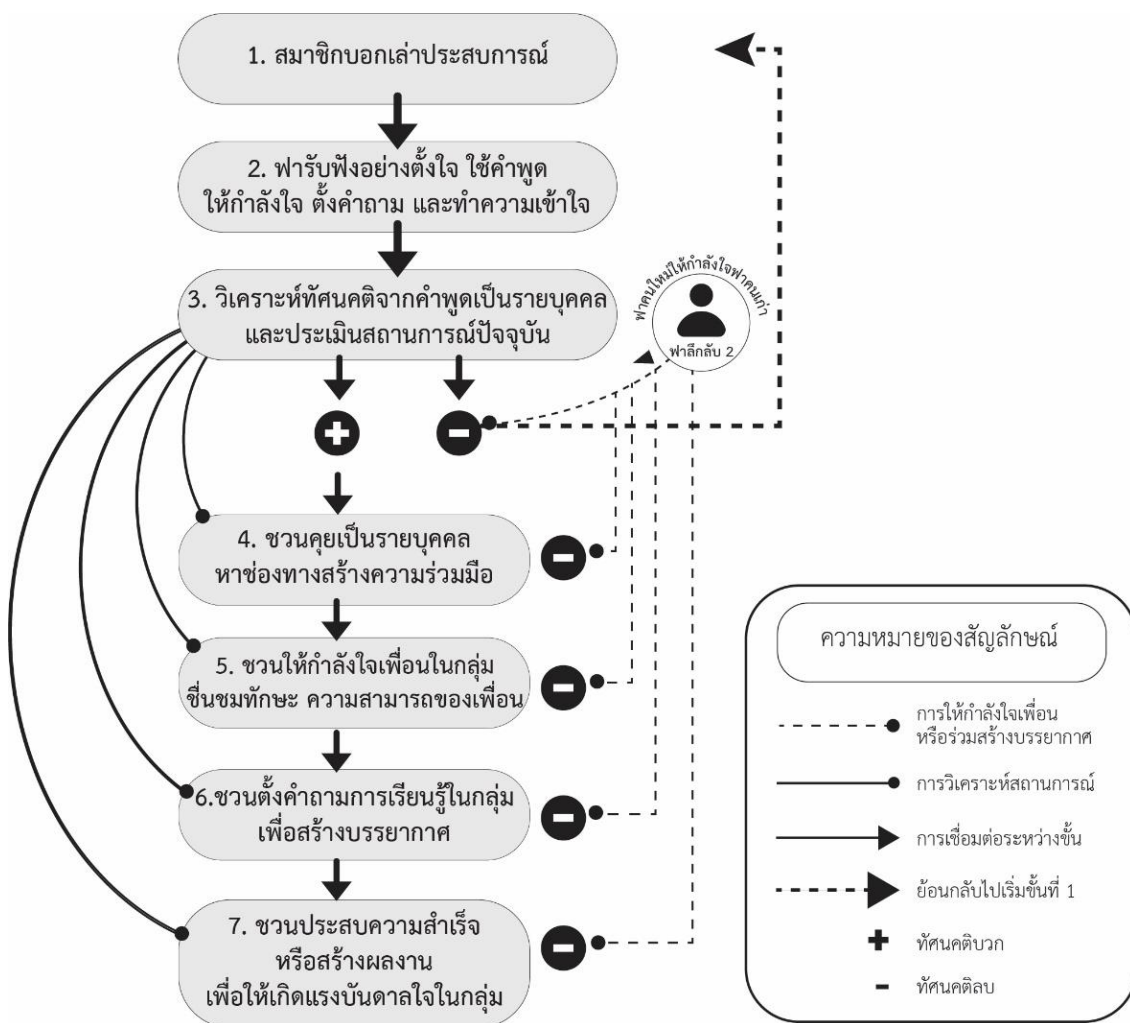 1. สมาชิกบอกเล่าประสบการณ์
2. ฟารับฟังอย่างตั้งใจ ใช้คำพูด
ให้กำลังใจ ตั้งคำถาม และทำความเข้าใจ
3. วิเคราะห์ทัศนคติจากคำพูดเป็นรายบุคคล
และประเมินสถานการณ์ปัจจุบัน
ฟาคนใหม่ให้กำลังใจฟาคนเก่า
ฟาลึกลับ 2
4. ชวนคุยเป็นรายบุคคล
หาช่องทางสร้างความร่วมมือ
5. ชวนให้กำลังใจเพื่อนในกลุ่ม
ชื่นชมทักษะ ความสามารถของเพื่อน
6.ชวนตั้งคำถามการเรียนรู้ในกลุ่ม
เพื่อสร้างบรรยากาศ
7. ชวนประสบความสำเร็จ
หรือสร้างผลงาน
เพื่อให้เกิดแรงบันดาลใจในกลุ่ม
ความหมายของสัญลักษณ์
การให้กำลังใจเพื่อน
หรือร่วมสร้างบรรยากาศ
การวิเคราะห์สถานการณ์
การเชื่อมต่อระหว่างขั้น
ย้อนกลับไปเริ่มขั้นที่ 1
ทัศนคติบวก
ทัศนคติลบ